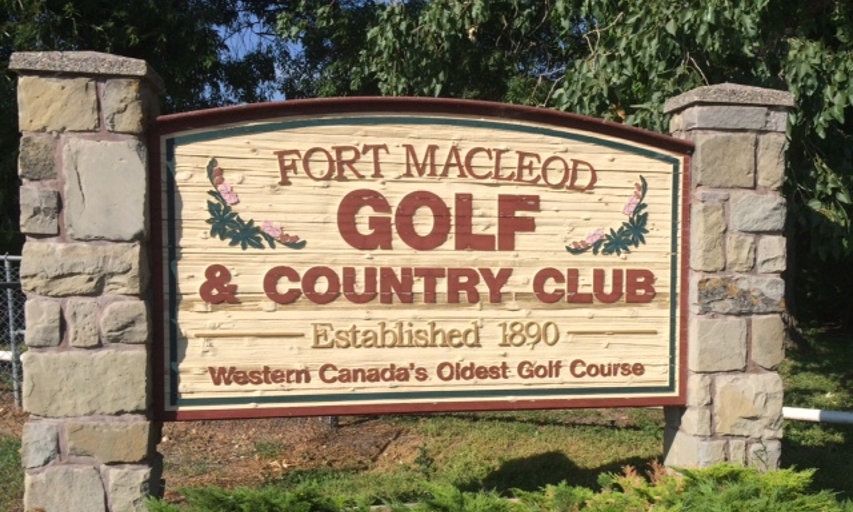 FORT MACLEOD
GOLF
& COUNTRY CLUB
Established 1890
Western Canada's Oldest Golf Course